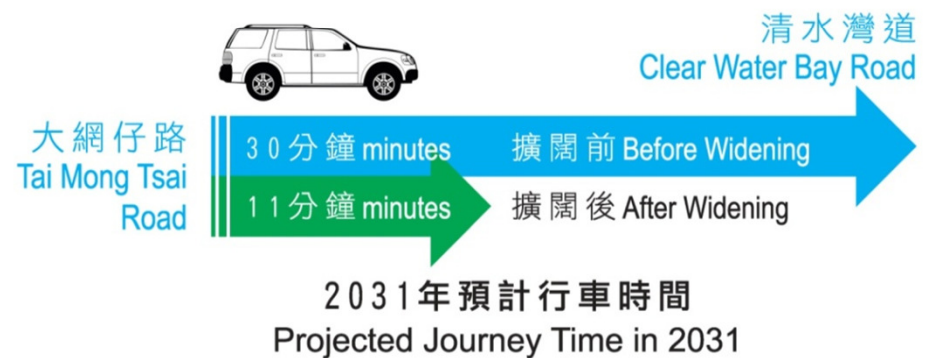 清水灣道
Clear Water Bay Road
大網仔路
Tai Mong Tsai
Road
30分鐘 minutes 擴闊前 Before Widening
11分鐘 minutes 擴闊後 After Widening
2031年預計行車時間
Projected Journey Time in 2031